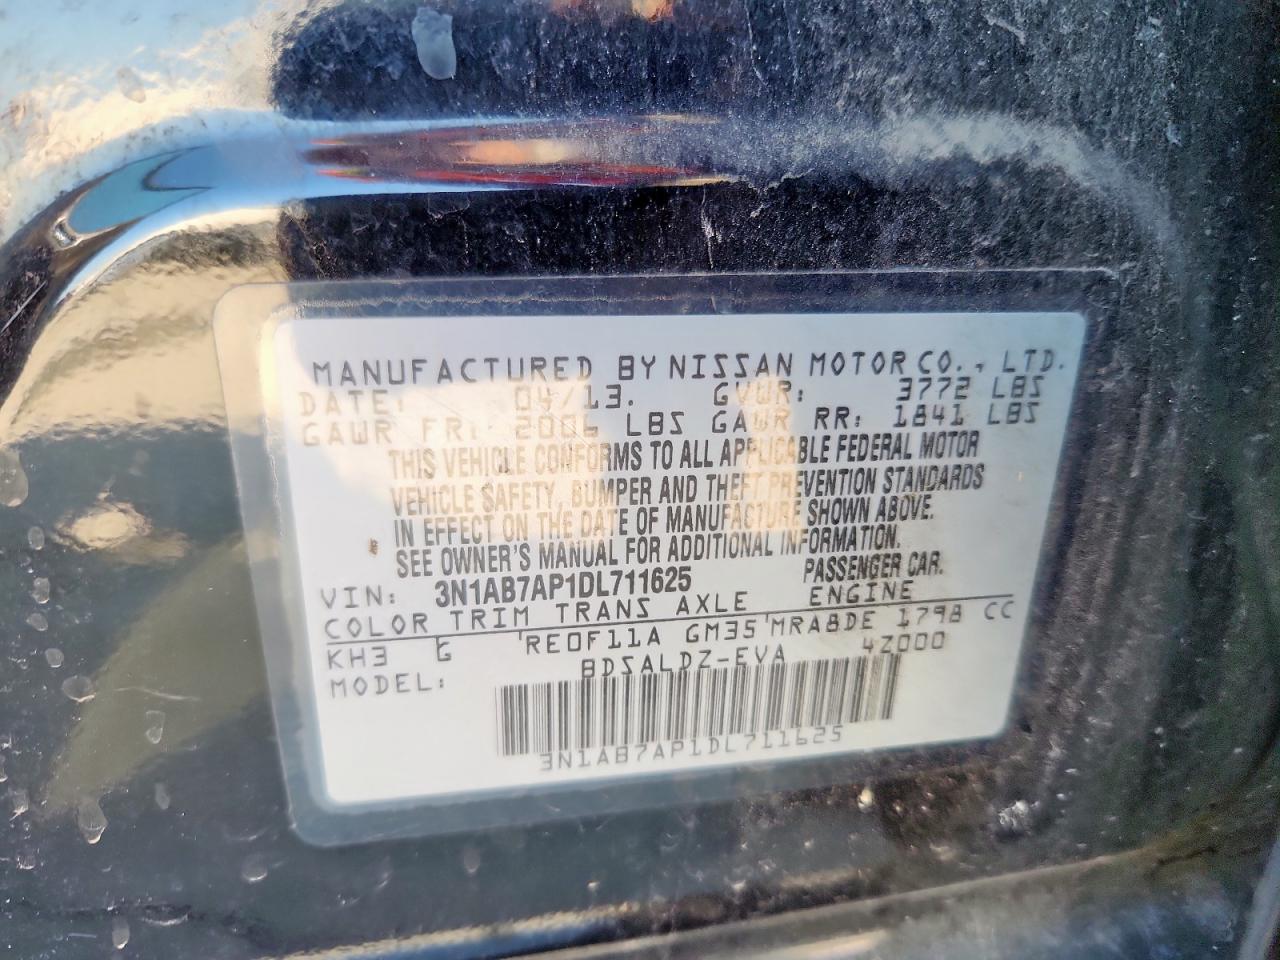 MANUFACTURED BY NISSAN MOTOR CO., LTD.
DATE: 04/13. GVWR: 3772 LBS
GAWR FR: 2006 LBS GAWR RR: 1841 LBS
THIS VEHICLE CONFORMS TO ALL APPLICABLE FEDERAL MOTOR
VEHICLE SAFETY, BUMPER AND THEFT PREVENTION STANDARDS
IN EFFECT ON THE DATE OF MANUFACTURE SHOWN ABOVE.
SEE OWNER'S MANUAL FOR ADDITIONAL INFORMATION.
VIN: 3N1AB7AP1DL711625 PASSENGER CAR.
COLOR TRIM TRANS AXLE ENGINE
KH3 G RE0F11A GM35 MRA8DE 1798 CC
MODEL: BDSALDZ-EVA 4Z000
3N1AB7AP1DL711625